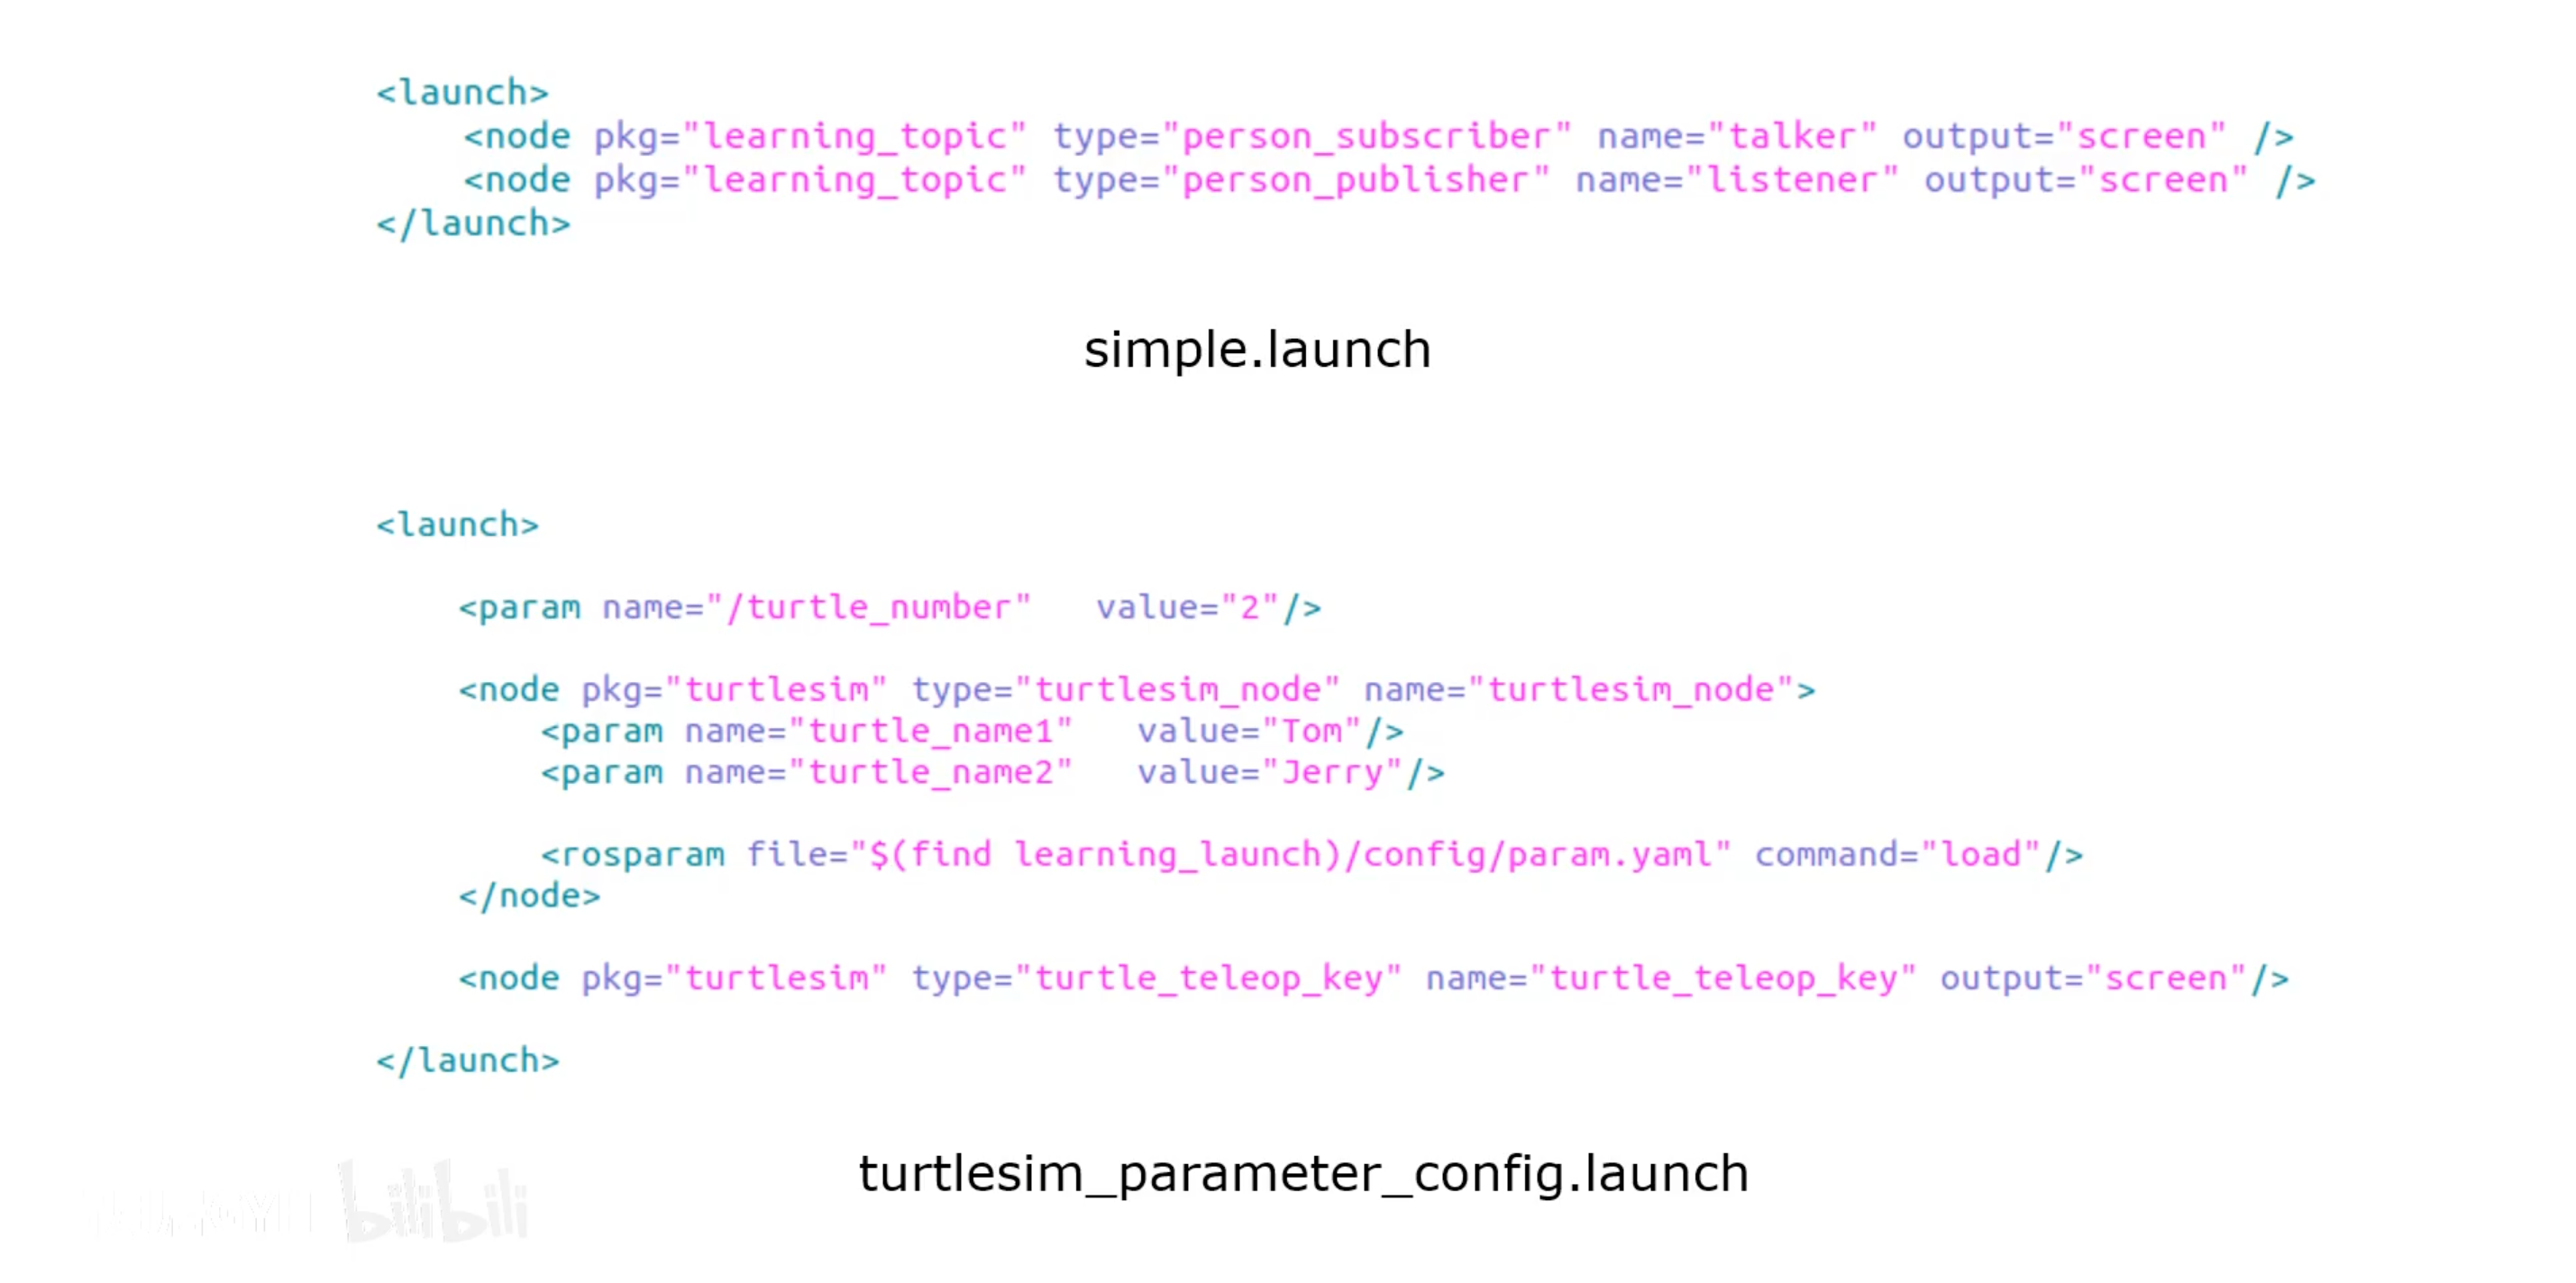 <launch>
<node pkg="learning_topic" type="person_subscriber" name="talker" output="screen" />
<node pkg="learning_topic" type="person_publisher" name="listener" output="screen" />
</launch>
simple.launch
<launch>
<param name="/turtle_number"   value="2"/>
<node pkg="turtlesim" type="turtlesim_node" name="turtlesim_node">
<param name="turtle_name1"   value="Tom"/>
<param name="turtle_name2"   value="Jerry"/>
<rosparam file="$(find learning_launch)/config/param.yaml" command="load"/>
</node>
<node pkg="turtlesim" type="turtle_teleop_key" name="turtle_teleop_key" output="screen"/>
</launch>
turtlesim_parameter_config.launch
bilibili